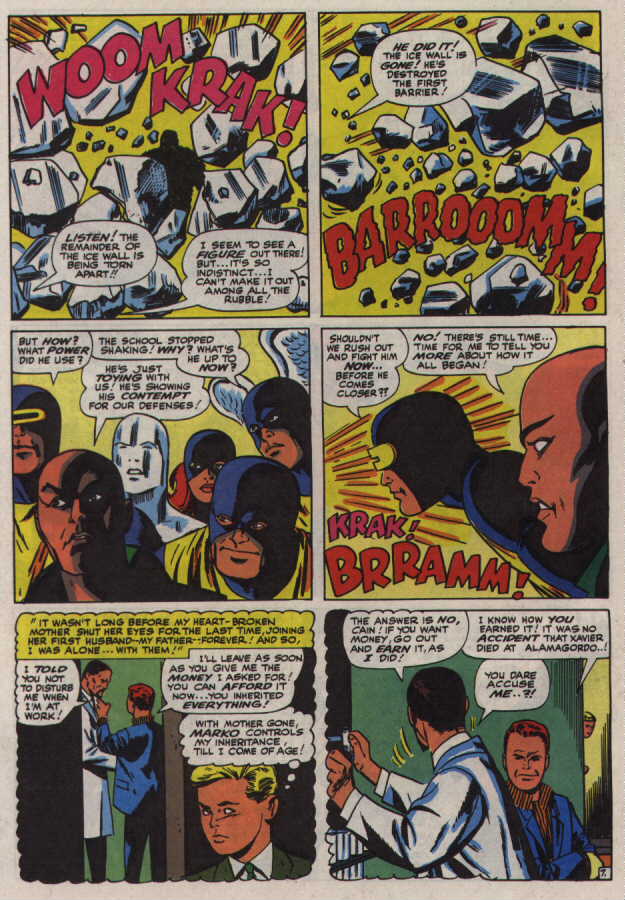 WOOM
KRAK!
LISTEN! THE
REMAINDER OF
THE ICE WALL IS
BEING TORN
APART!!
I SEEM TO SEE A
FIGURE OUT THERE!
BUT...IT'S SO
INDISTINCT...I
CAN'T MAKE IT OUT
AMONG ALL THE
RUBBLE!
HE DID IT!
THE ICE WALL IS
GONE! HE'S
DESTROYED
THE FIRST
BARRIER!
BARROOOMM!
BUT HOW?
WHAT POWER
DID HE USE?
THE SCHOOL STOPPED
SHAKING! WHY? WHAT'S
HE UP TO
NOW?
HE'S JUST
TOYING WITH
US! HE'S SHOWING
HIS CONTEMPT
FOR OUR DEFENSES!
SHOULDN'T
WE RUSH OUT
AND FIGHT HIM
NOW...
BEFORE HE
COMES
CLOSER??
NO! THERE'S STILL TIME...
TIME FOR ME TO TELL YOU
MORE ABOUT HOW IT
ALL BEGAN!
KRAK!
BRRAMM!
"IT WASN'T LONG BEFORE MY HEART-BROKEN
MOTHER SHUT HER EYES FOR THE LAST TIME, JOINING
HER FIRST HUSBAND--MY FATHER--FOREVER! AND SO,
I WAS ALONE...WITH THEM!"
I TOLD
YOU NOT
TO DISTURB
ME WHEN
I'M AT
WORK!
I'LL LEAVE AS SOON
AS YOU GIVE ME THE
MONEY I ASKED FOR!
YOU CAN AFFORD IT
NOW...YOU INHERITED
EVERYTHING!
WITH MOTHER GONE,
MARKO CONTROLS
MY INHERITANCE,
TILL I COME OF AGE!
THE ANSWER IS NO,
CAIN! IF YOU WANT
MONEY, GO OUT
AND EARN IT, AS
I DID!
I KNOW HOW YOU
EARNED IT! IT WAS NO
ACCIDENT THAT XAVIER
DIED AT ALAMAGORDO..!
YOU DARE
ACCUSE
ME..?!
7.